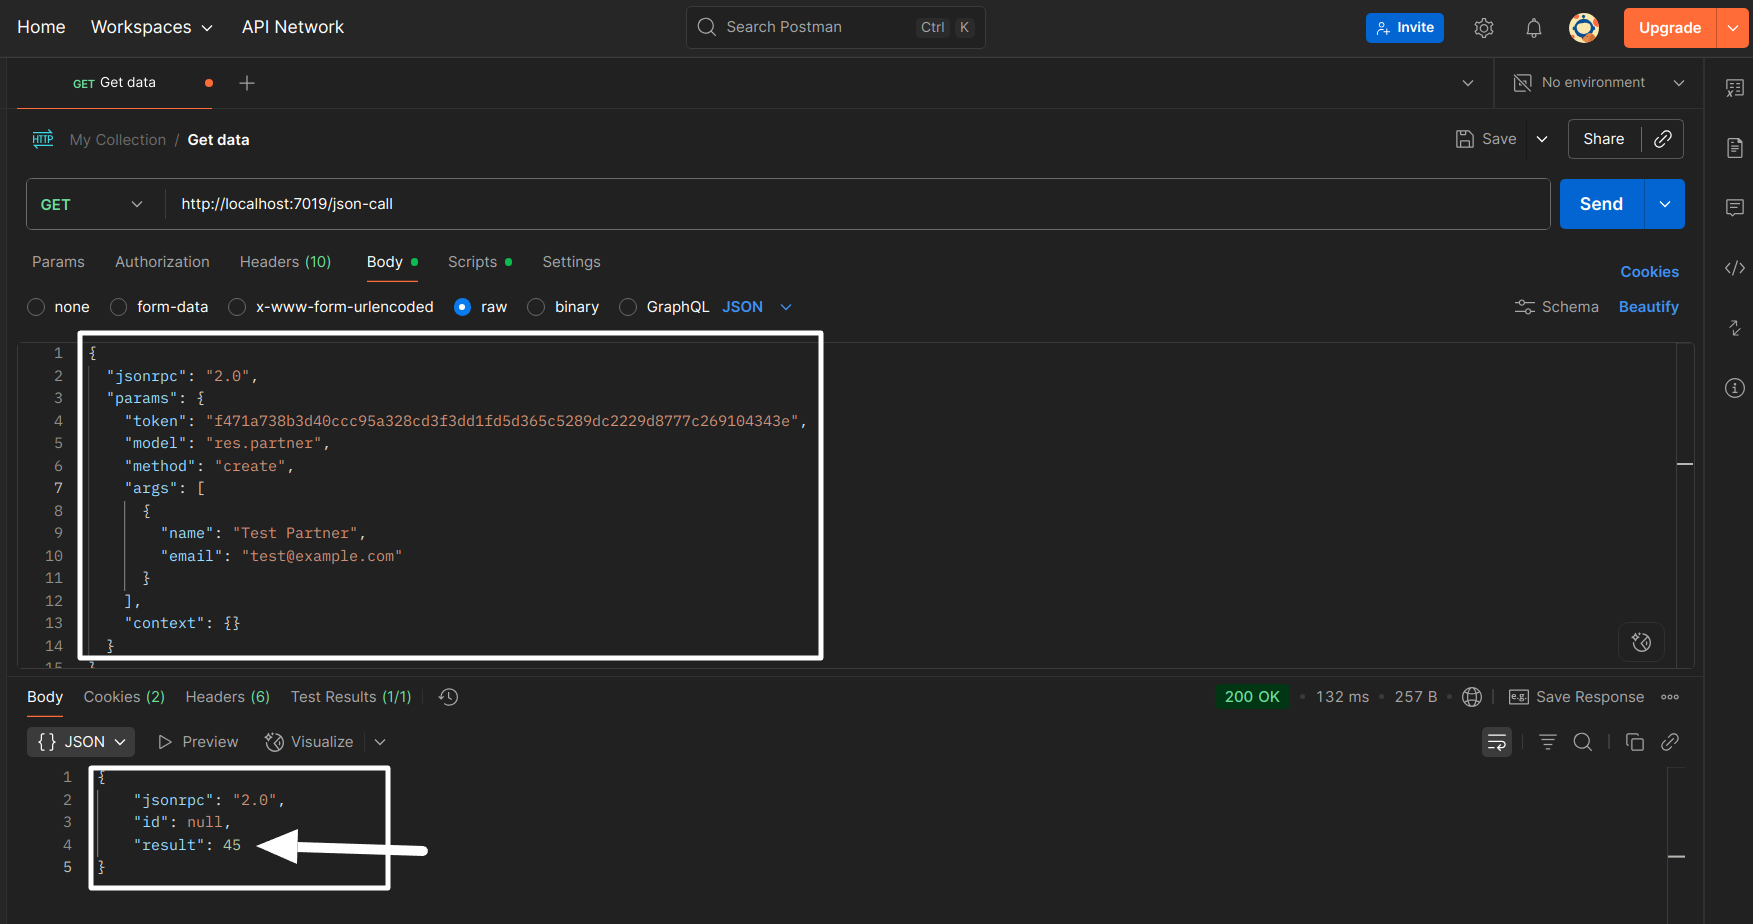 Home Workspaces API Network Search Postman Ctrl K Invite Upgrade
GET Get data No environment
HTTP My Collection / Get data Save Share
GET http://localhost:7019/json-call Send
Params Authorization Headers (10) Body Scripts Settings Cookies
none form-data x-www-form-urlencoded raw binary GraphQL JSON Schema Beautify
1 {
2 "jsonrpc": "2.0",
3 "params": {
4 "token": "f471a738b3d40ccc95a328cd3f3dd1fd5d365c5289dc2229d8777c269104343e",
5 "model": "res.partner",
6 "method": "create",
7 "args": [
8 {
9 "name": "Test Partner",
10 "email": "test@example.com"
11 }
12 ],
13 "context": {}
14 }
15 }
Body Cookies (2) Headers (6) Test Results (1/1) 200 OK 132 ms 257 B e.g. Save Response
{} JSON Preview Visualize
1 {
2 "jsonrpc": "2.0",
3 "id": null,
4 "result": 45
5 }